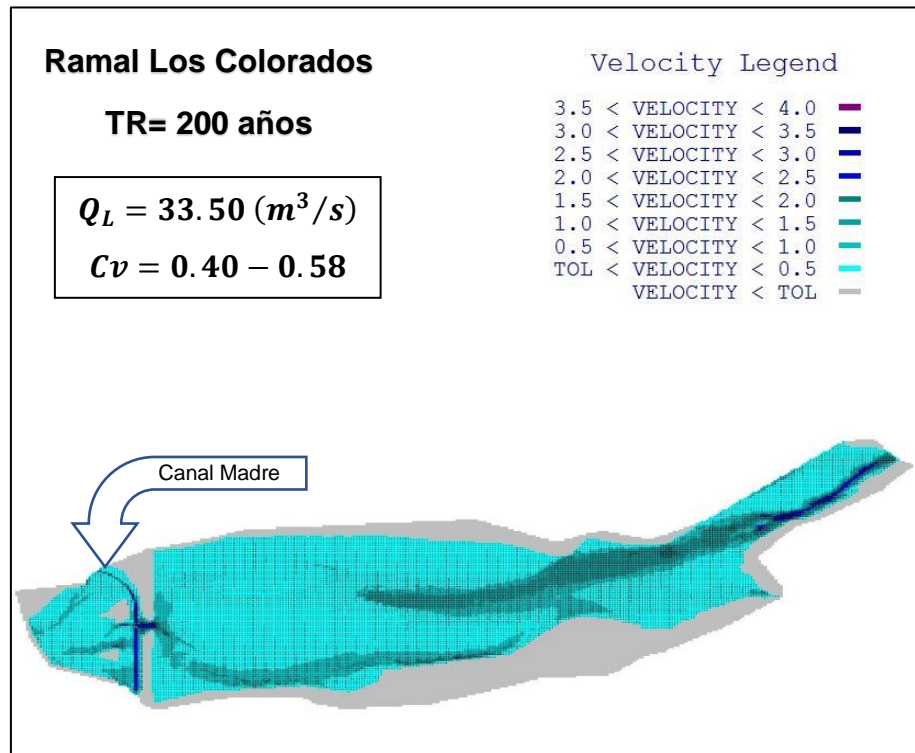 Ramal Los Colorados
TR= 200 años
Q_L = 33.50 (m³/s)
Cv = 0.40 − 0.58
Velocity Legend
3.5 < VELOCITY < 4.0
3.0 < VELOCITY < 3.5
2.5 < VELOCITY < 3.0
2.0 < VELOCITY < 2.5
1.5 < VELOCITY < 2.0
1.0 < VELOCITY < 1.5
0.5 < VELOCITY < 1.0
TOL < VELOCITY < 0.5
VELOCITY < TOL
Canal Madre